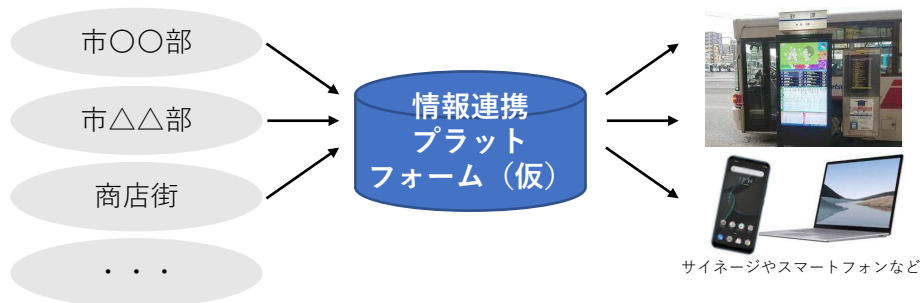 市〇〇部
市△△部
商店街
・・・
情報連携
プラット
フォーム（仮）
サイネージやスマートフォンなど